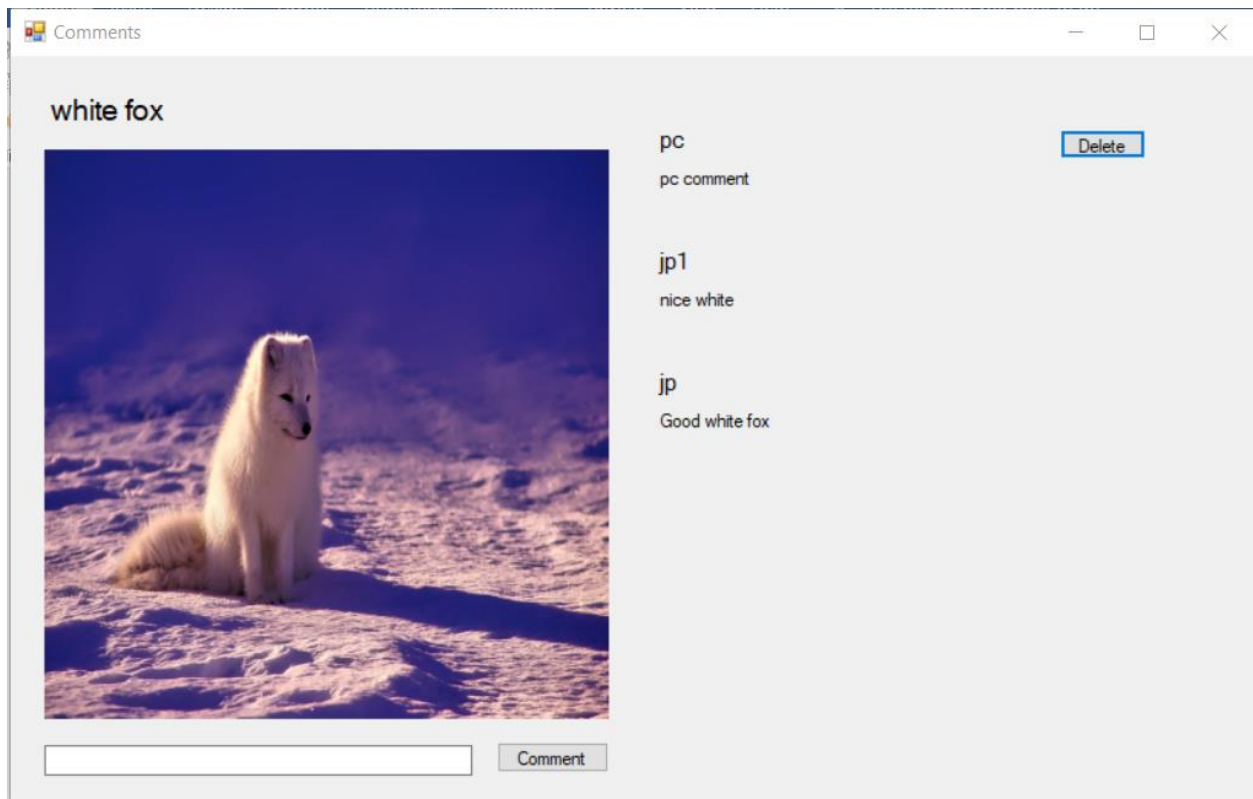 Comments
white fox
pc
Delete
pc comment
jp1
nice white
jp
Good white fox
Comment